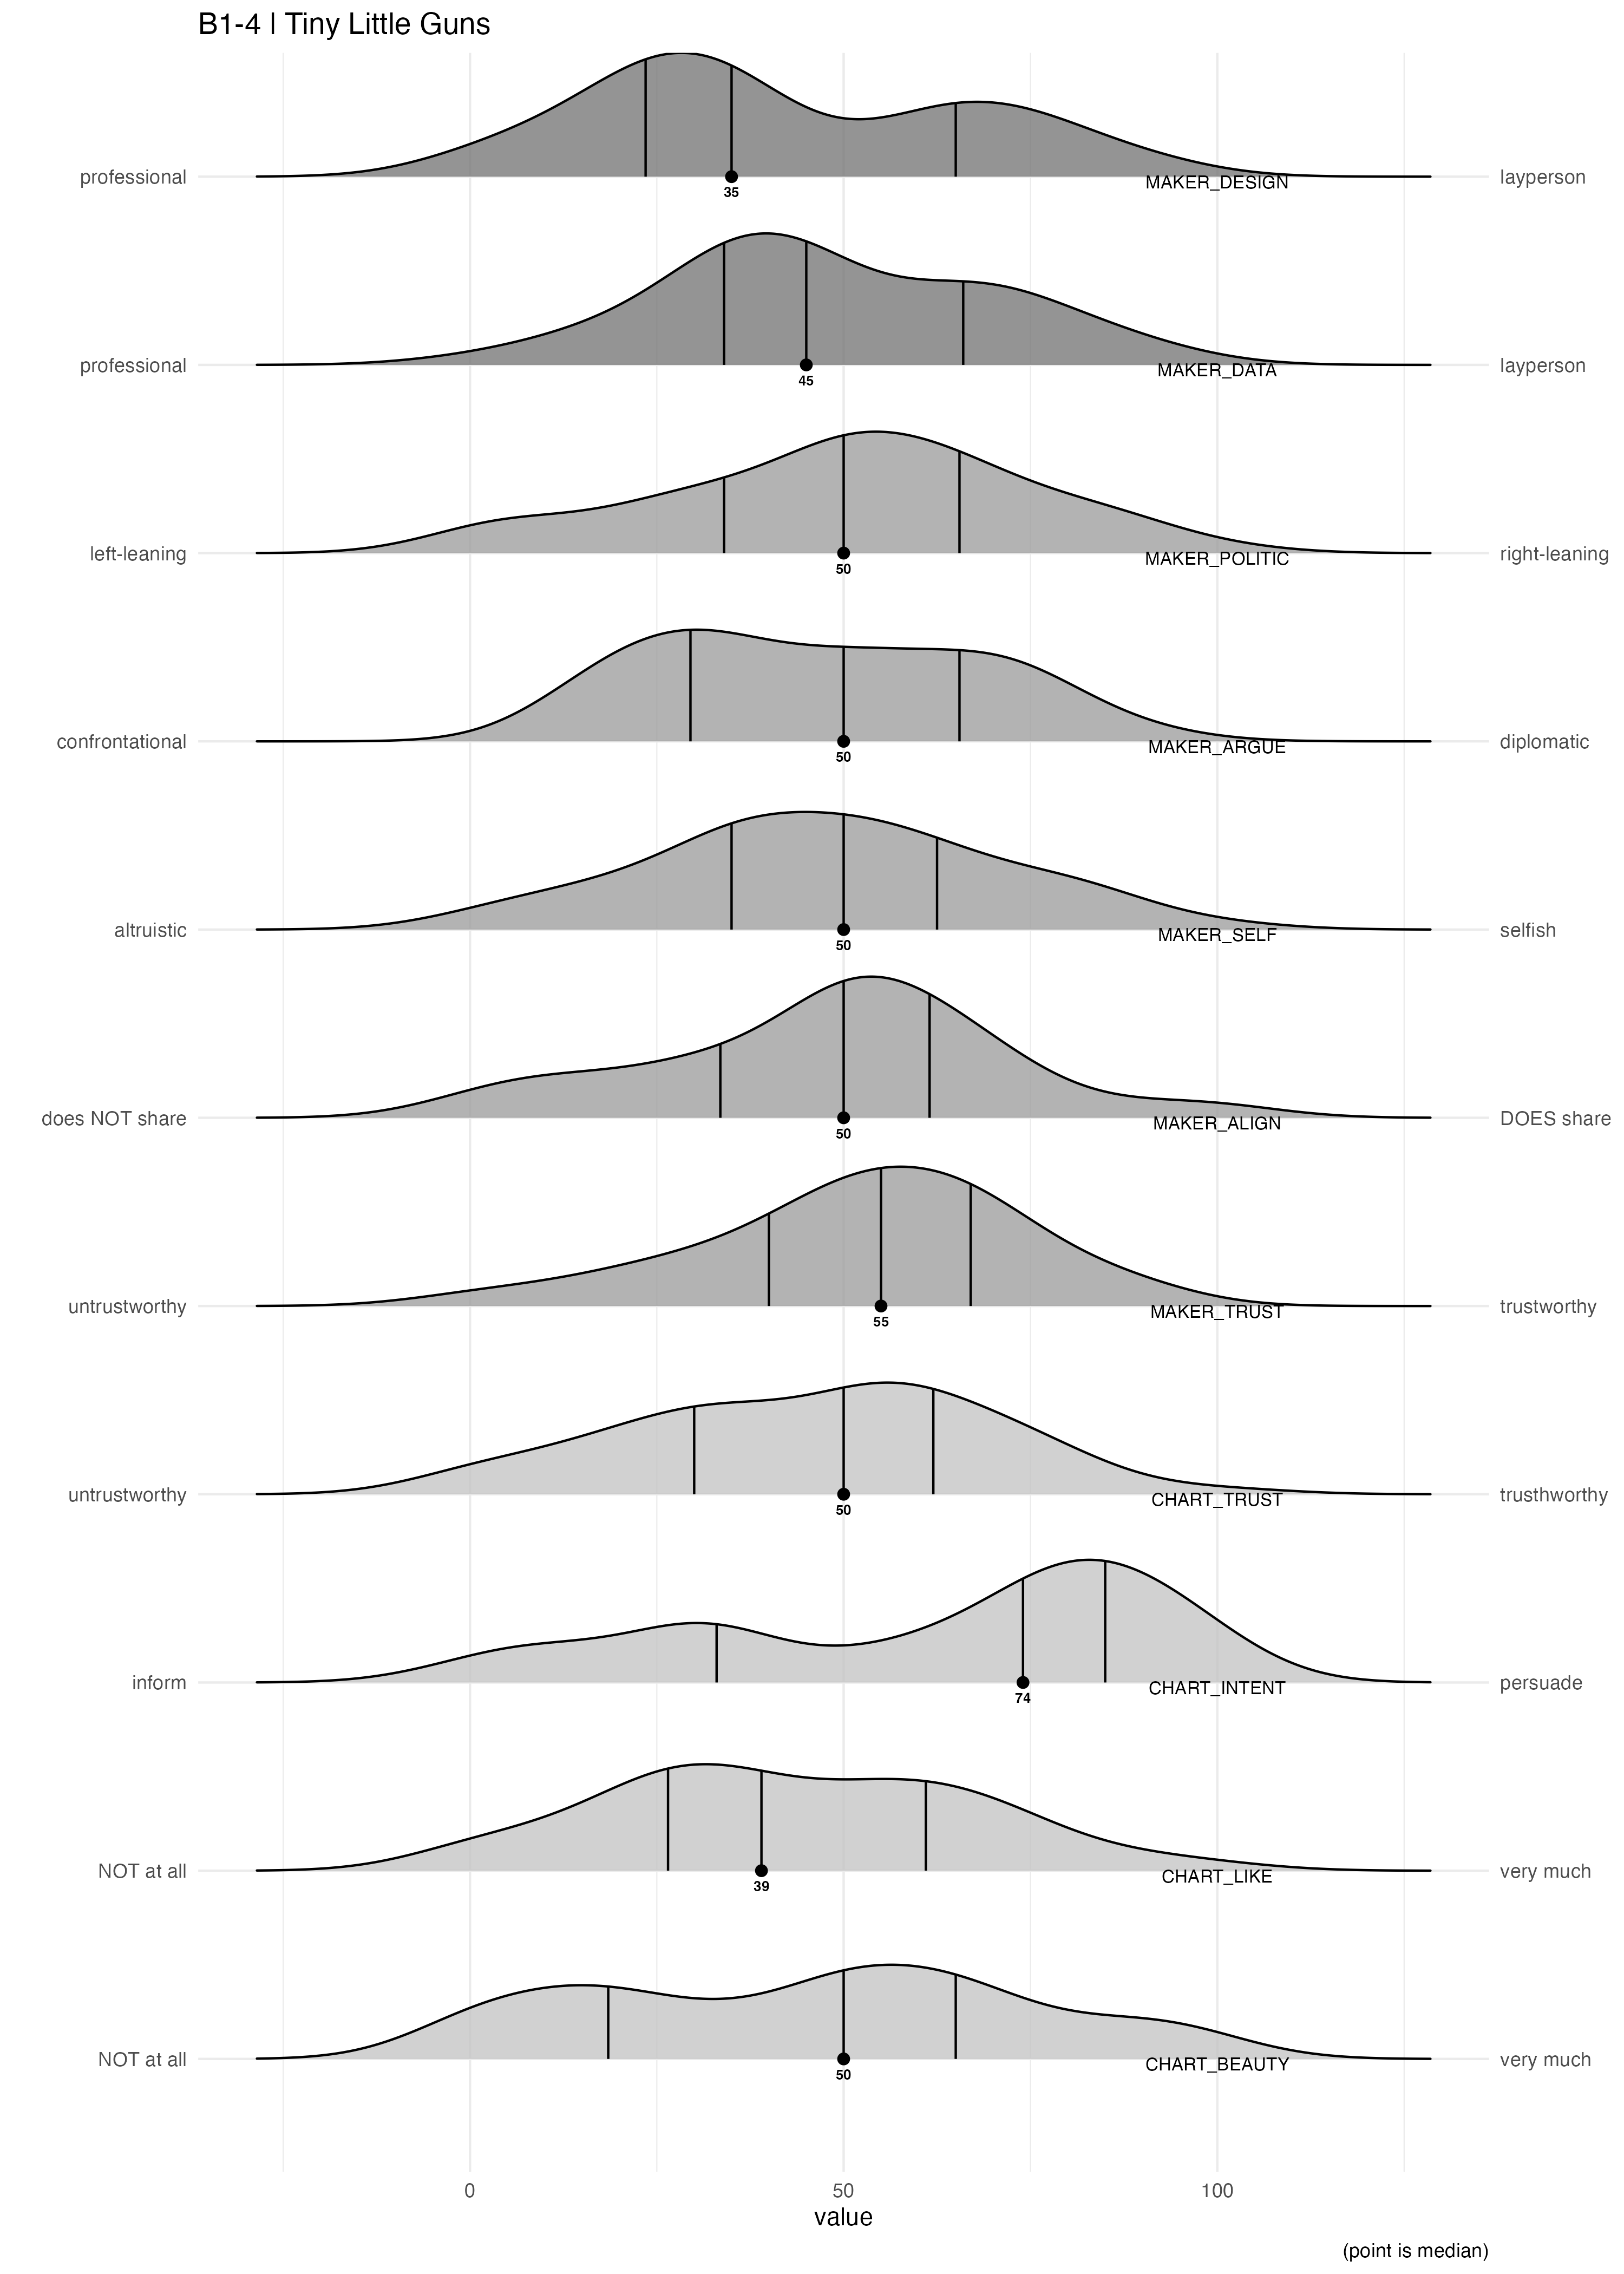 B1-4 | Tiny Little Guns
professional
MAKER_DESIGN
layperson
35
professional
MAKER_DATA
layperson
45
left-leaning
MAKER_POLITIC
right-leaning
50
confrontational
MAKER_ARGUE
diplomatic
50
altruistic
MAKER_SELF
selfish
50
does NOT share
MAKER_ALIGN
DOES share
50
untrustworthy
MAKER_TRUST
trustworthy
55
untrustworthy
CHART_TRUST
trusthworthy
50
inform
CHART_INTENT
persuade
74
NOT at all
CHART_LIKE
very much
39
NOT at all
CHART_BEAUTY
very much
50
0
50
100
value
(point is median)